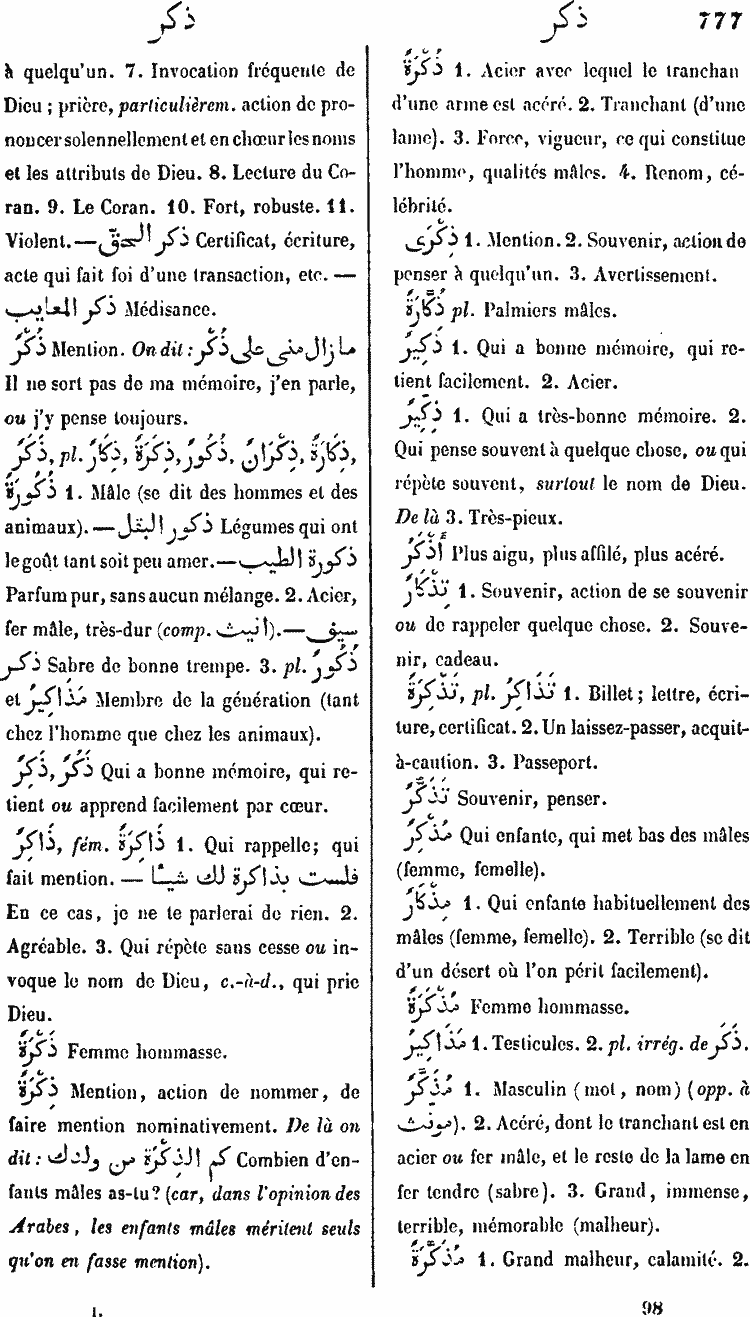 ذكر
ذكر
777
à quelqu'un. 7. Invocation fréquente de
Dieu ; prière, particulièrem. action de pro-
noncer solennellement et en chœur les noms
et les attributs de Dieu. 8. Lecture du Co-
ran. 9. Le Coran. 10. Fort, robuste. 11.
Violent. — ذكر الحقّ Certificat, écriture,
acte qui fait foi d'une transaction, etc. —
ذكر المعايب Médisance.
ذُكْرٌ Mention. On dit : ما زال منى على ذُكْرٍ
Il ne sort pas de ma mémoire, j'en parle,
ou j'y pense toujours.
ذَكَرٌ, pl. ذِكَارٌ, ذِكَرَةٌ, ذُكُورٌ, ذُكْرَانٌ, ذِكَارَةٌ,
ذُكُورَةٌ 1. Mâle (se dit des hommes et des
animaux). — ذكور البقل Légumes qui ont
le goût tant soit peu amer. — ذكورة الطيب
Parfum pur, sans aucun mélange. 2. Acier,
fer mâle, très-dur (comp. أنيث). — سيف
ذكر Sabre de bonne trempe. 3. pl. ذُكُورٌ
et مَذَاكِيرُ Membre de la génération (tant
chez l'homme que chez les animaux).
ذَكُرٌ, ذَكِرٌ Qui a bonne mémoire, qui re-
tient ou apprend facilement par cœur.
ذَاكِرٌ, fém. ذَاكِرَةٌ 1. Qui rappelle; qui
fait mention. — فلست بذاكرة لك شيئًا
En ce cas, je ne te parlerai de rien. 2.
Agréable. 3. Qui répète sans cesse ou in-
voque le nom de Dieu, c.-à-d., qui prie
Dieu.
ذَكَرَةٌ Femme hommasse.
ذِكْرَةٌ Mention, action de nommer, de
faire mention nominativement. De là on
dit : كم الذِّكَرَة من ولدك Combien d'en-
fants mâles as-tu? (car, dans l'opinion des
Arabes, les enfants mâles méritent seuls
qu'on en fasse mention).
I.
ذُكْرَةٌ 1. Acier avec lequel le tranchan
d'une arme est acéré. 2. Tranchant (d'une
lame). 3. Force, vigueur, ce qui constitue
l'homme, qualités mâles. 4. Renom, cé-
lébrité.
ذِكْرَى 1. Mention. 2. Souvenir, action de
penser à quelqu'un. 3. Avertissement.
ذُكَّارَةٌ pl. Palmiers mâles.
ذَكِيرٌ 1. Qui a bonne mémoire, qui re-
tient facilement. 2. Acier.
ذِكِّيرٌ 1. Qui a très-bonne mémoire. 2.
Qui pense souvent à quelque chose, ou qui
répète souvent, surtout le nom de Dieu.
De là 3. Très-pieux.
أَذْكَرُ Plus aigu, plus affilé, plus acéré.
تَذْكَارٌ 1. Souvenir, action de se souvenir
ou de rappeler quelque chose. 2. Souve-
nir, cadeau.
تَذْكِرَةٌ, pl. تَذَاكِرُ 1. Billet; lettre, écri-
ture, certificat. 2. Un laissez-passer, acquit-
à-caution. 3. Passeport.
تَذَكُّرٌ Souvenir, penser.
مُذْكِرٌ Qui enfante, qui met bas des mâles
(femme, femelle).
مِذْكَارٌ 1. Qui enfante habituellement des
mâles (femme, femelle). 2. Terrible (se dit
d'un désert où l'on périt facilement).
مُذْكَرَةٌ Femme hommasse.
مَذَاكِيرُ 1. Testicules. 2. pl. irrég. de ذَكَرٌ.
مُذَكَّرٌ 1. Masculin (mot, nom) (opp. à
مونث). 2. Acéré, dont le tranchant est en
acier ou fer mâle, et le reste de la lame en
fer tendre (sabre). 3. Grand, immense,
terrible, mémorable (malheur).
مُذَكَّرَةٌ 1. Grand malheur, calamité. 2.
98